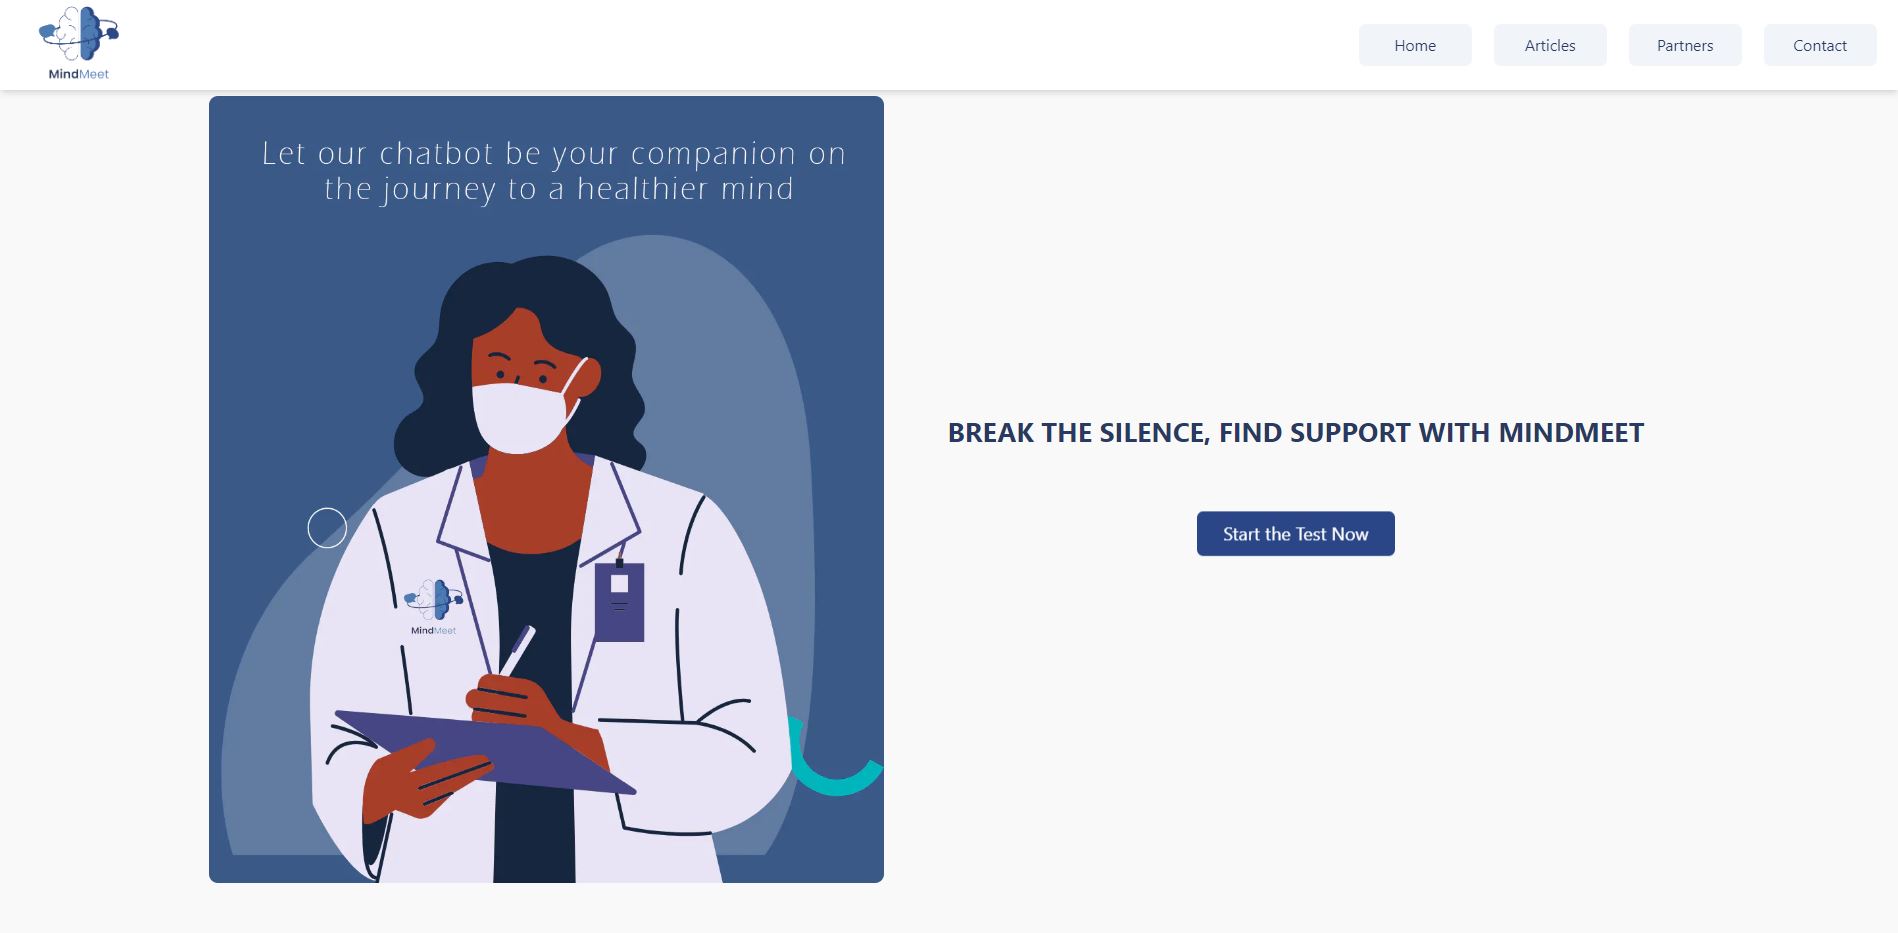 MindMeet
Home
Articles
Partners
Contact
Let our chatbot be your companion on
the journey to a healthier mind
MindMeet
BREAK THE SILENCE, FIND SUPPORT WITH MINDMEET
Start the Test Now